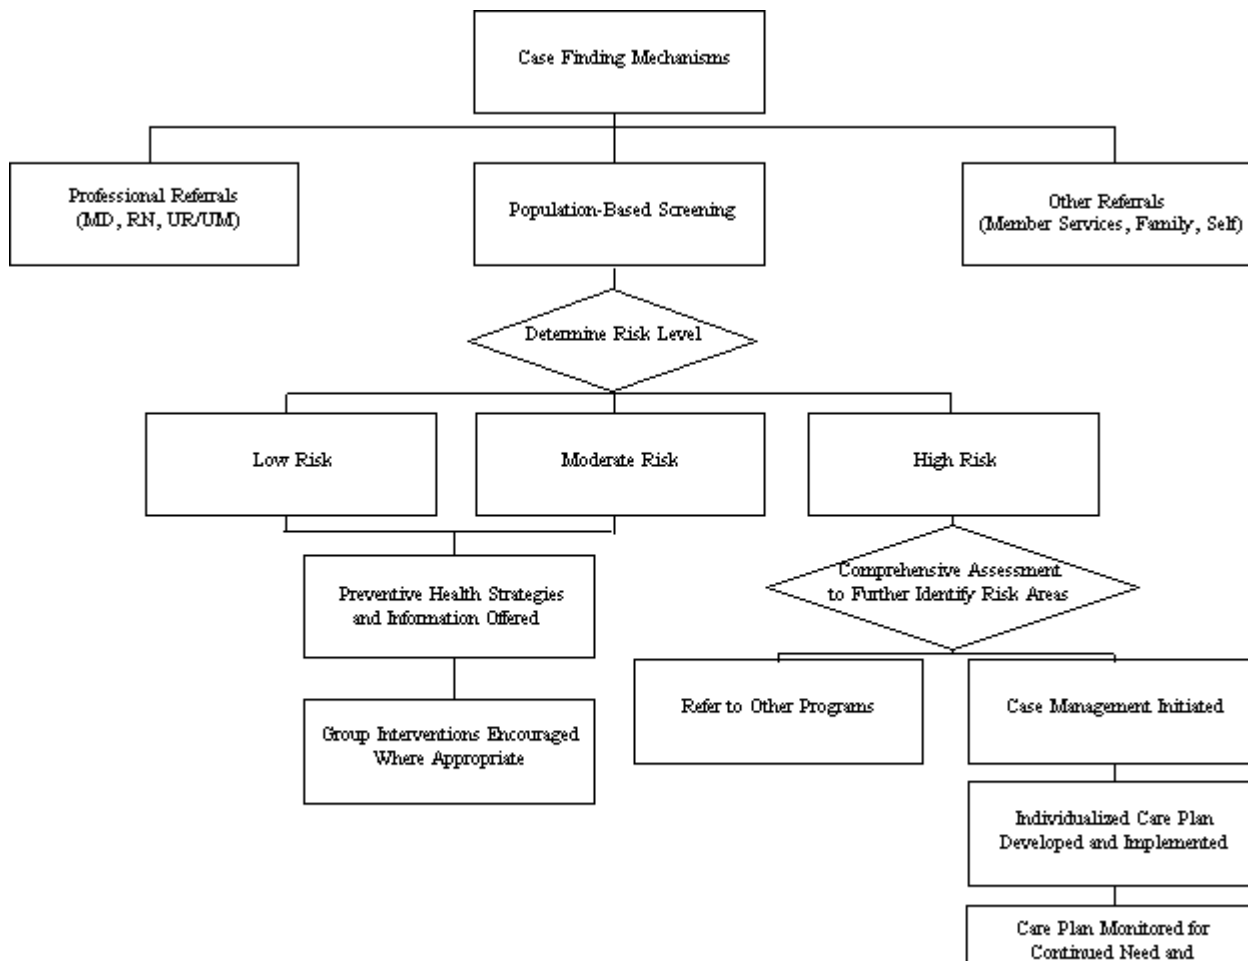 Case Finding Mechanisms
Professional Referrals
(MD, RN, UR/UM)
Population-Based Screening
Other Referrals
(Member Services, Family, Self)
Determine Risk Level
Low Risk
Moderate Risk
High Risk
Preventive Health Strategies
and Information Offered
Comprehensive Assessment
to Further Identify Risk Areas
Group Interventions Encouraged
Where Appropriate
Refer to Other Programs
Case Management Initiated
Individualized Care Plan
Developed and Implemented
Care Plan Monitored for
Continued Need and